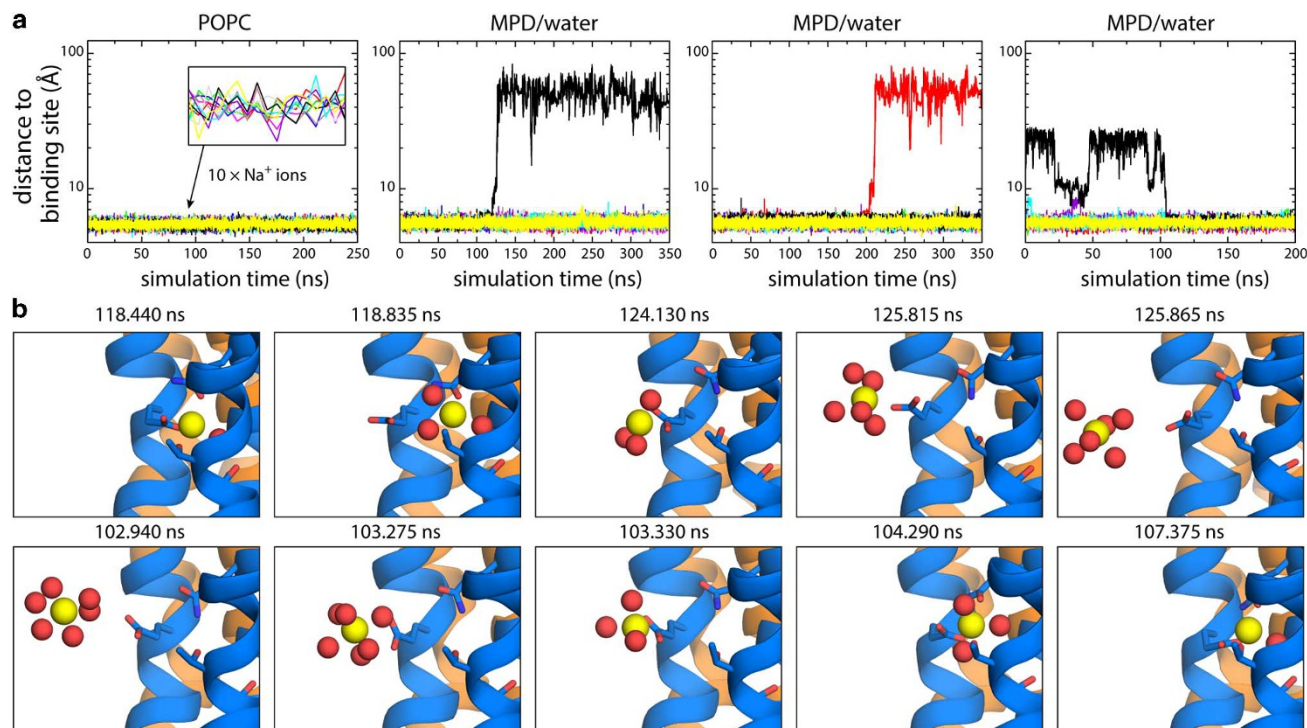 a
POPC
MPD/water
MPD/water
MPD/water
distance to
binding site (Å)
100
10
10 × Na⁺ ions
0 50 100 150 200 250
simulation time (ns)
100
10
0 50 100 150 200 250 300 350
simulation time (ns)
100
10
0 50 100 150 200 250 300 350
simulation time (ns)
100
10
0 50 100 150 200
simulation time (ns)
b
118.440 ns
118.835 ns
124.130 ns
125.815 ns
125.865 ns
102.940 ns
103.275 ns
103.330 ns
104.290 ns
107.375 ns